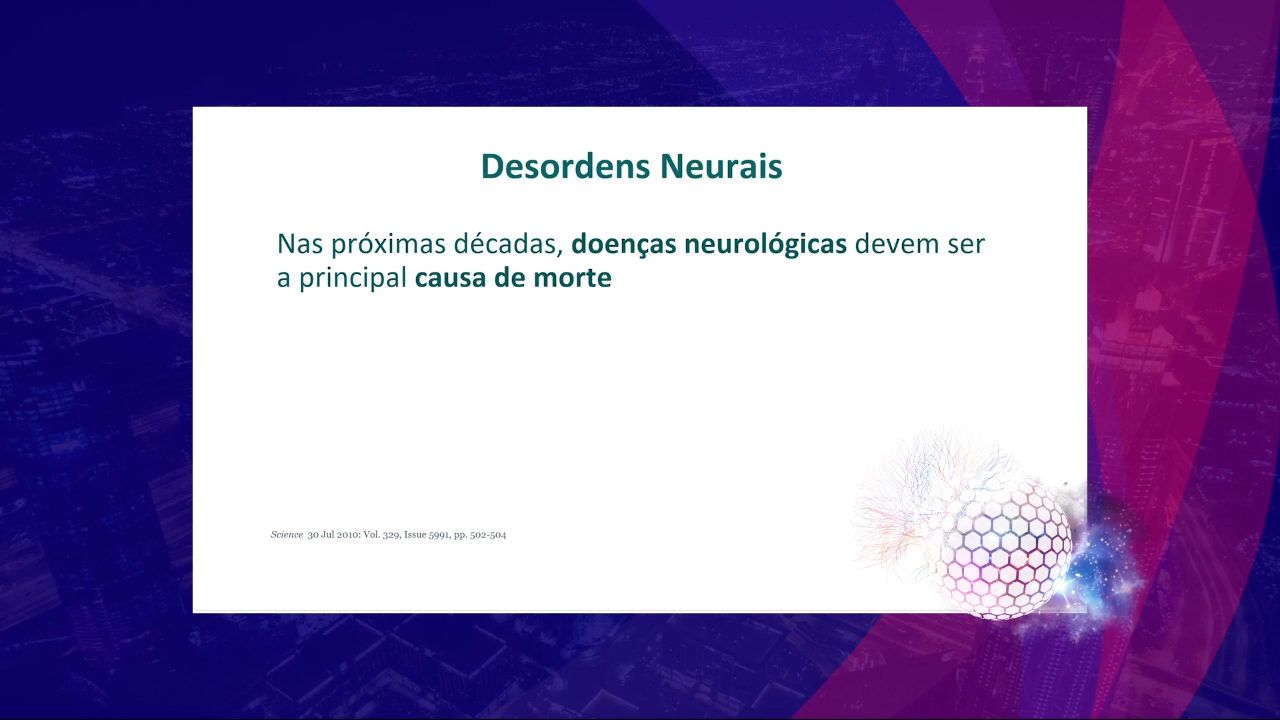 Desordens Neurais
Nas próximas décadas, doenças neurológicas devem ser
a principal causa de morte
Science 30 Jul 2010: Vol. 329, Issue 5991, pp. 502-504